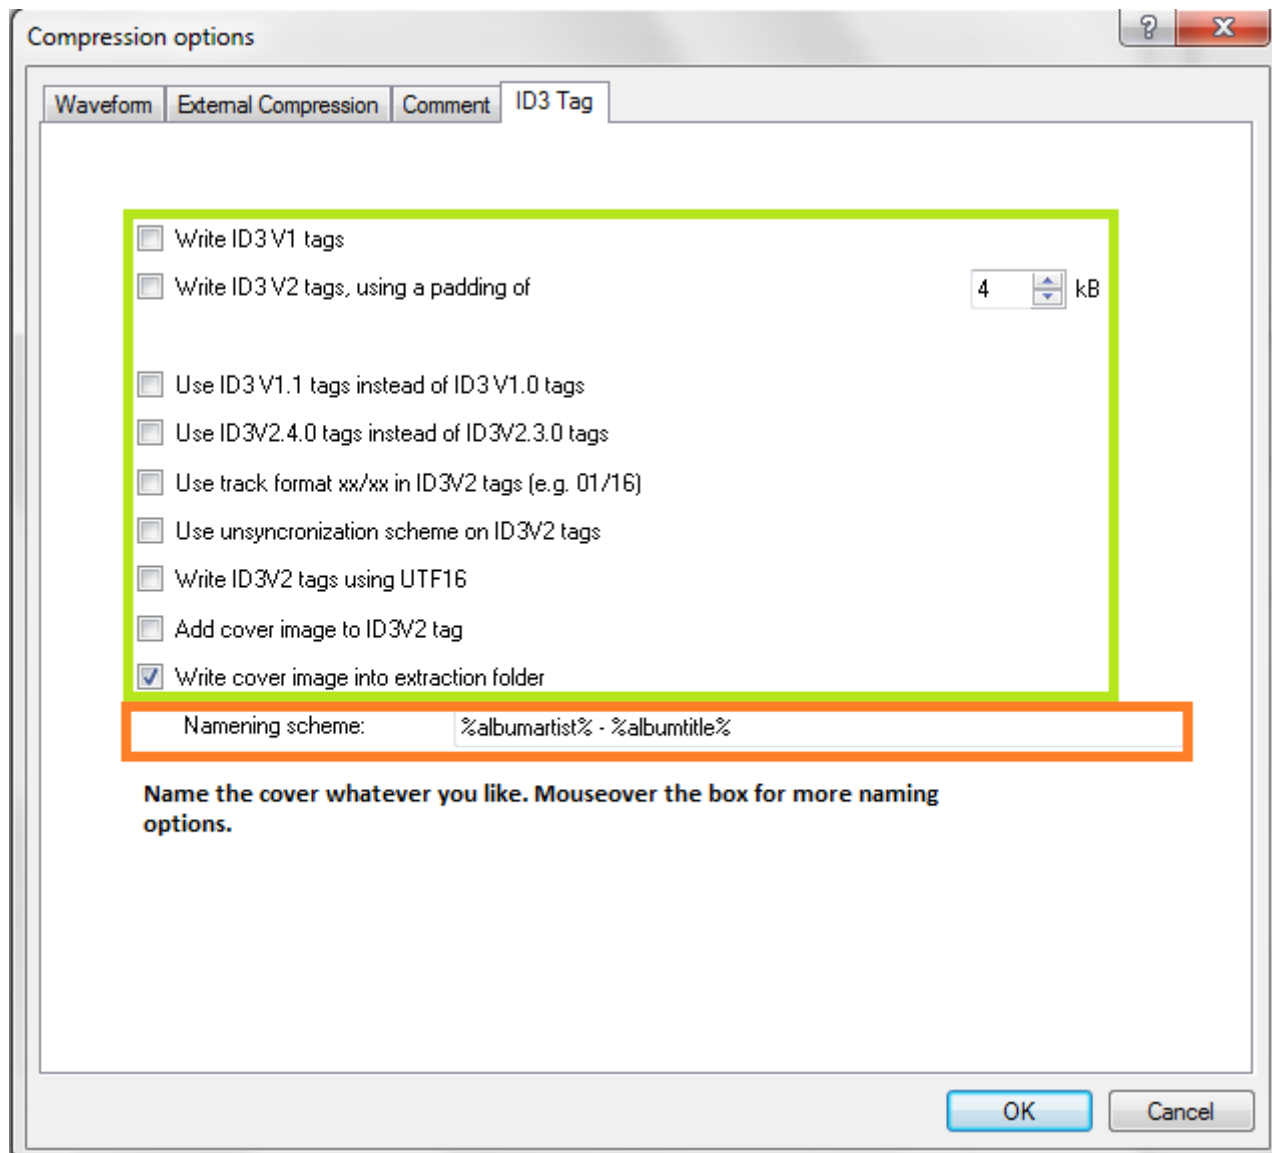 Compression options
Waveform External Compression Comment ID3 Tag
Write ID3 V1 tags
Write ID3 V2 tags, using a padding of 4 kB
Use ID3 V1.1 tags instead of ID3 V1.0 tags
Use ID3V2.4.0 tags instead of ID3V2.3.0 tags
Use track format xx/xx in ID3V2 tags (e.g. 01/16)
Use unsyncronization scheme on ID3V2 tags
Write ID3V2 tags using UTF16
Add cover image to ID3V2 tag
Write cover image into extraction folder
Namening scheme: %albumartist% - %albumtitle%
Name the cover whatever you like. Mouseover the box for more naming
options.
OK Cancel